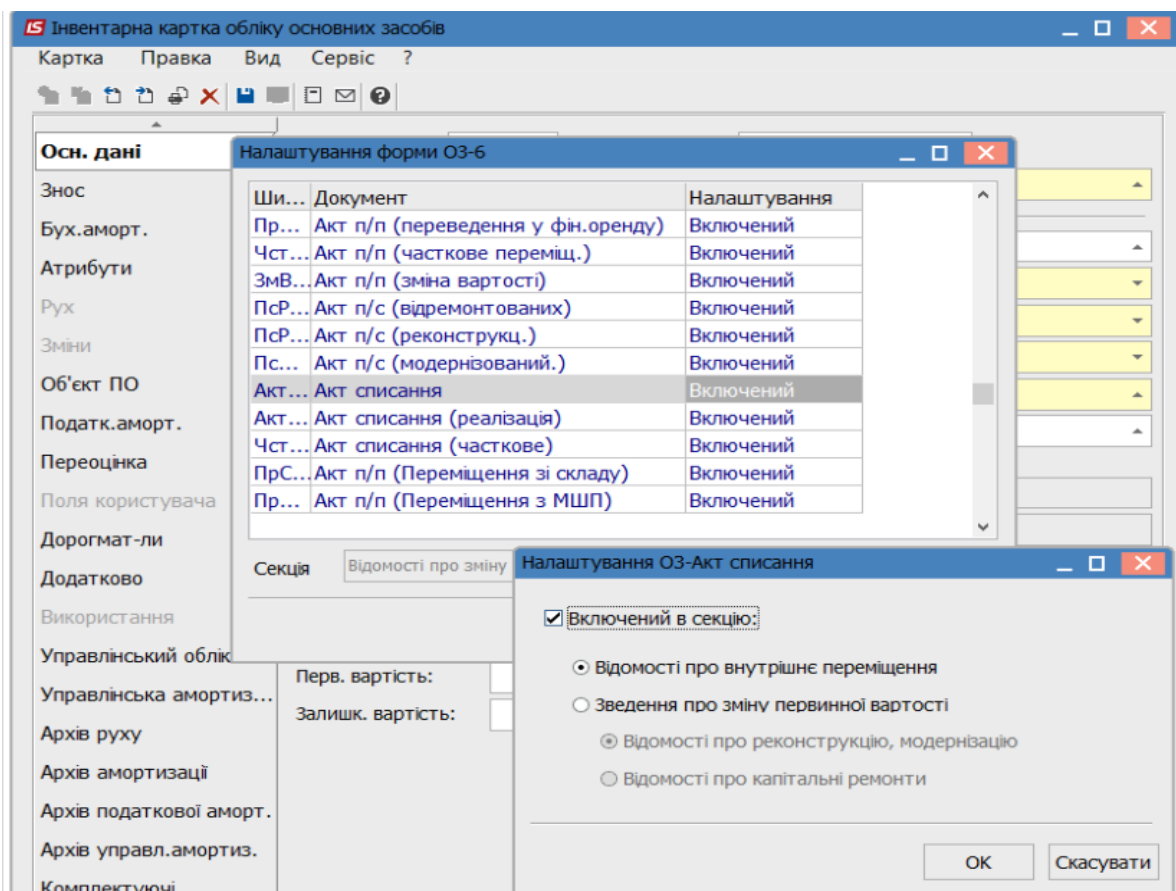 Інвентарна картка обліку основних засобів
Картка Правка Вид Сервіс ?
Осн. дані
Знос
Бух.аморт.
Атрибути
Рух
Зміни
Об'єкт ПО
Податк.аморт.
Переоцінка
Поля користувача
Дорогмат-ли
Додатково
Використання
Управлінський облік
Управлінська амортиз...
Архів руху
Архів амортизації
Архів податкової аморт.
Архів управл.амортиз.
Комплектуючі
Налаштування форми ОЗ-6
Ши... Документ Налаштування
Пр... Акт п/п (переведення у фін.оренду) Включений
Чст... Акт п/п (часткове переміщ.) Включений
ЗмВ... Акт п/п (зміна вартості) Включений
ПсР... Акт п/с (відремонтованих) Включений
ПсР... Акт п/с (реконструкц.) Включений
Пс... Акт п/с (модернізований.) Включений
Акт... Акт списання Включений
Акт... Акт списання (реалізація) Включений
Чст... Акт списання (часткове) Включений
ПрС... Акт п/п (Переміщення зі складу) Включений
Пр... Акт п/п (Переміщення з МШП) Включений
Секція Відомості про зміну
Перв. вартість:
Залишк. вартість:
Налаштування ОЗ-Акт списання
Включений в секцію:
Відомості про внутрішнє переміщення
Зведення про зміну первинної вартості
Відомості про реконструкцію, модернізацію
Відомості про капітальні ремонти
OK Скасувати